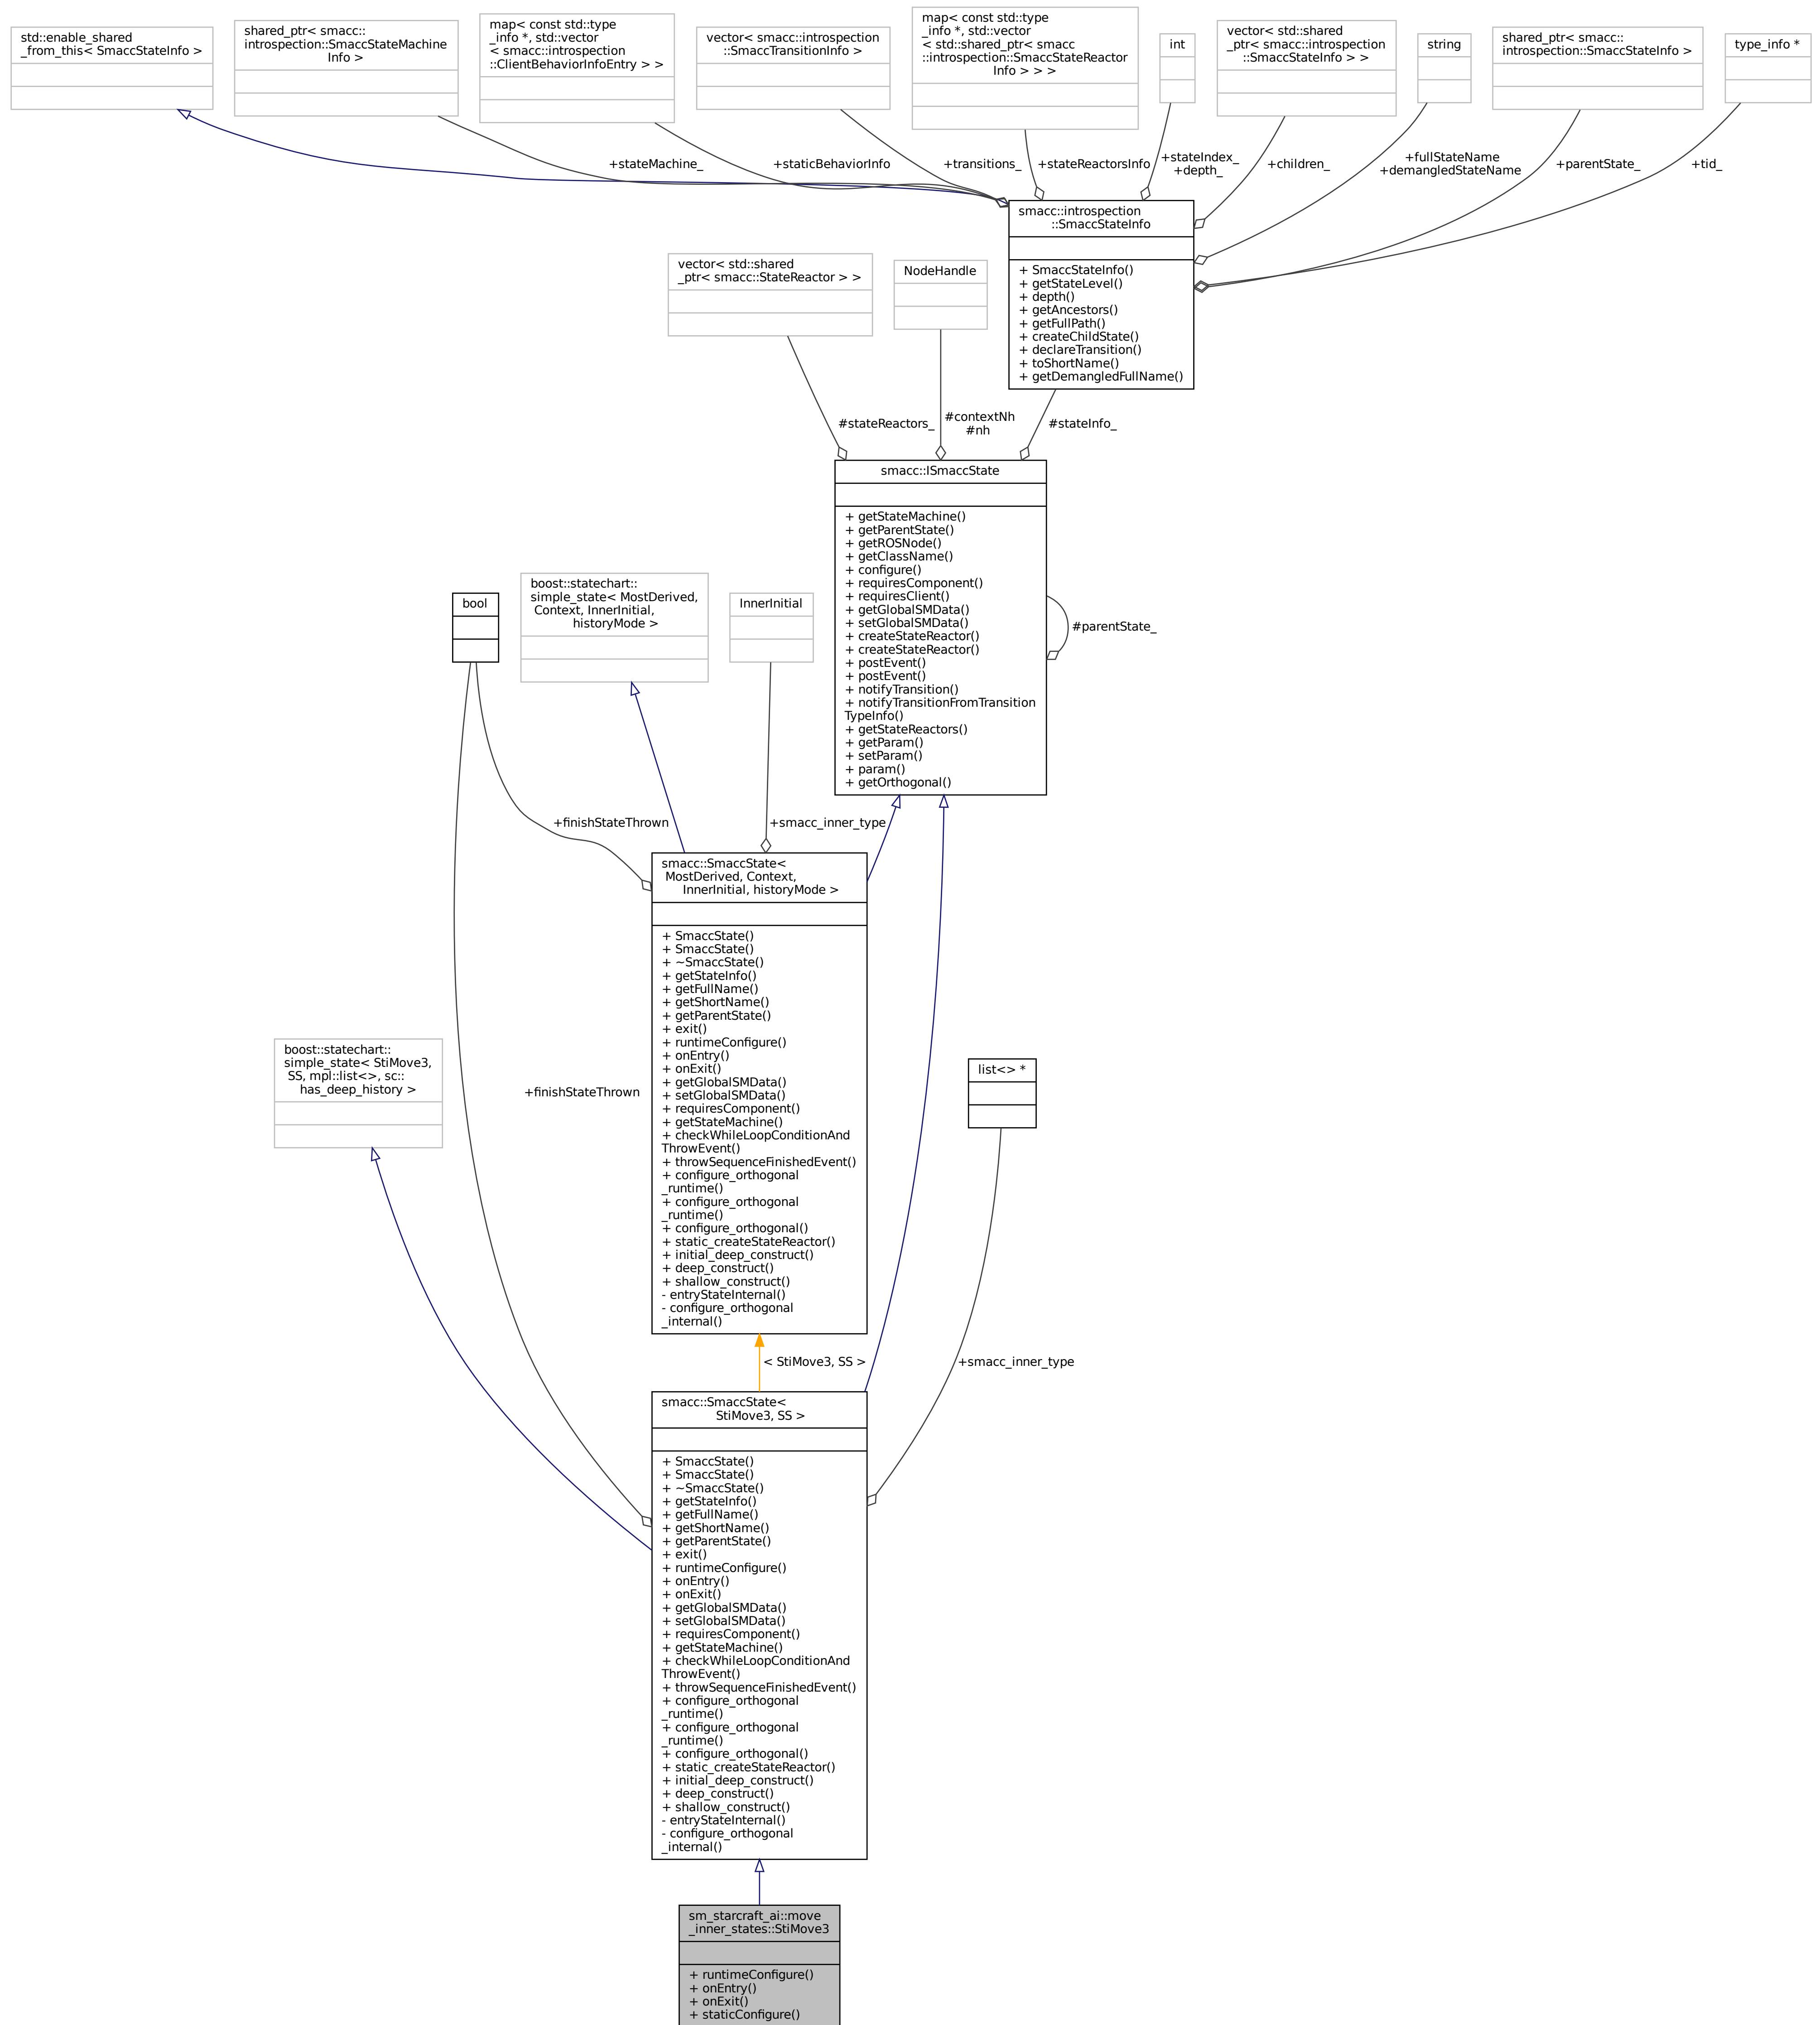 std::enable_shared
_from_this< SmaccStateInfo >
shared_ptr< smacc::
introspection::SmaccStateMachine
Info >
map< const std::type
_info *, std::vector
< smacc::introspection
::ClientBehaviorInfoEntry > >
vector< smacc::introspection
::SmaccTransitionInfo >
map< const std::type
_info *, std::vector
< std::shared_ptr< smacc
::introspection::SmaccStateReactor
Info > > >
int
vector< std::shared
_ptr< smacc::introspection
::SmaccStateInfo > >
string
shared_ptr< smacc::
introspection::SmaccStateInfo >
type_info *
+stateMachine_
+staticBehaviorInfo
+transitions_
+stateReactorsInfo
+stateIndex_
+depth_
+children_
+fullStateName
+demangledStateName
+parentState_
+tid_
smacc::introspection
::SmaccStateInfo
+ SmaccStateInfo()
+ getStateLevel()
+ depth()
+ getAncestors()
+ getFullPath()
+ createChildState()
+ declareTransition()
+ toShortName()
+ getDemangledFullName()
vector< std::shared
_ptr< smacc::StateReactor > >
NodeHandle
#stateReactors_
#contextNh
#nh
#stateInfo_
smacc::ISmaccState
+ getStateMachine()
+ getParentState()
+ getROSNode()
+ getClassName()
+ configure()
+ requiresComponent()
+ requiresClient()
+ getGlobalSMData()
+ setGlobalSMData()
+ createStateReactor()
+ createStateReactor()
+ postEvent()
+ postEvent()
+ notifyTransition()
+ notifyTransitionFromTransition
TypeInfo()
+ getStateReactors()
+ getParam()
+ setParam()
+ param()
+ getOrthogonal()
#parentState_
bool
boost::statechart::
simple_state< MostDerived,
Context, InnerInitial,
historyMode >
InnerInitial
+finishStateThrown
+smacc_inner_type
smacc::SmaccState<
MostDerived, Context,
InnerInitial, historyMode >
+ SmaccState()
+ SmaccState()
+ ~SmaccState()
+ getStateInfo()
+ getFullName()
+ getShortName()
+ getParentState()
+ exit()
+ runtimeConfigure()
+ onEntry()
+ onExit()
+ getGlobalSMData()
+ setGlobalSMData()
+ requiresComponent()
+ getStateMachine()
+ checkWhileLoopConditionAnd
ThrowEvent()
+ throwSequenceFinishedEvent()
+ configure_orthogonal
_runtime()
+ configure_orthogonal
_runtime()
+ configure_orthogonal()
+ static_createStateReactor()
+ initial_deep_construct()
+ deep_construct()
+ shallow_construct()
- entryStateInternal()
- configure_orthogonal
_internal()
boost::statechart::
simple_state< StiMove3,
SS, mpl::list<>, sc::
has_deep_history >
+finishStateThrown
list<> *
< StiMove3, SS >
+smacc_inner_type
smacc::SmaccState<
StiMove3, SS >
+ SmaccState()
+ SmaccState()
+ ~SmaccState()
+ getStateInfo()
+ getFullName()
+ getShortName()
+ getParentState()
+ exit()
+ runtimeConfigure()
+ onEntry()
+ onExit()
+ getGlobalSMData()
+ setGlobalSMData()
+ requiresComponent()
+ getStateMachine()
+ checkWhileLoopConditionAnd
ThrowEvent()
+ throwSequenceFinishedEvent()
+ configure_orthogonal
_runtime()
+ configure_orthogonal
_runtime()
+ configure_orthogonal()
+ static_createStateReactor()
+ initial_deep_construct()
+ deep_construct()
+ shallow_construct()
- entryStateInternal()
- configure_orthogonal
_internal()
sm_starcraft_ai::move
_inner_states::StiMove3
+ runtimeConfigure()
+ onEntry()
+ onExit()
+ staticConfigure()